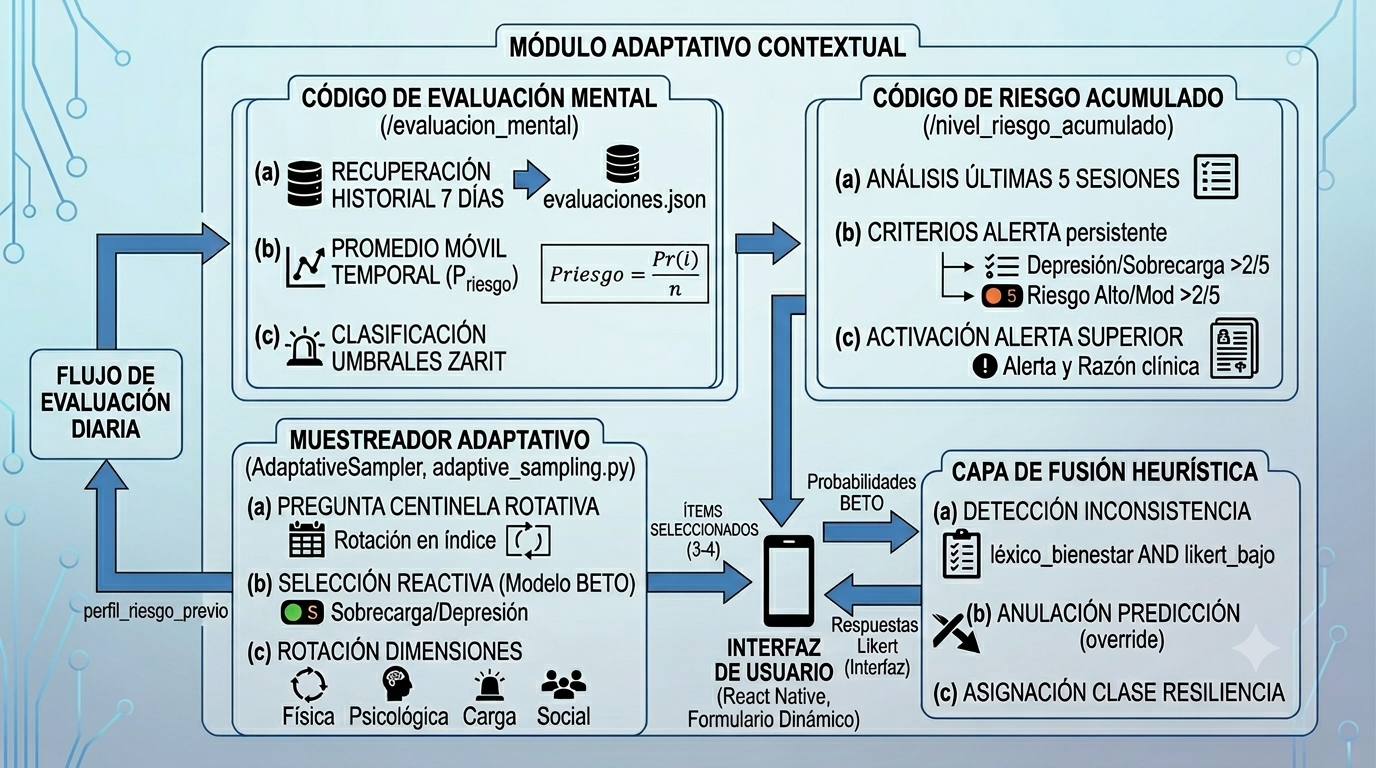 MÓDULO ADAPTATIVO CONTEXTUAL
CÓDIGO DE EVALUACIÓN MENTAL
(/evaluacion_mental)
(a) RECUPERACIÓN
HISTORIAL 7 DÍAS
evaluaciones.json
(b) PROMEDIO MÓVIL
TEMPORAL (Priesgo)
Priesgo = Pr(i) / n
(c) CLASIFICACIÓN
UMBRALES ZARIT
CÓDIGO DE RIESGO ACUMULADO
(/nivel_riesgo_acumulado)
(a) ANÁLISIS ÚLTIMAS 5 SESIONES
(b) CRITERIOS ALERTA persistente
Depresión/Sobrecarga >2/5
5 Riesgo Alto/Mod >2/5
(c) ACTIVACIÓN ALERTA SUPERIOR
! Alerta y Razón clínica
FLUJO DE
EVALUACIÓN
DIARIA
perfil_riesgo_previo
MUESTREADOR ADAPTATIVO
(AdaptativeSampler, adaptive_sampling.py)
(a) PREGUNTA CENTINELA ROTATIVA
Rotación en índice
(b) SELECCIÓN REACTIVA (Modelo BETO)
S Sobrecarga/Depresión
(c) ROTACIÓN DIMENSIONES
Física Psicológica Carga Social
ÍTEMS
SELECCIONADOS
(3-4)
INTERFAZ
DE USUARIO
(React Native,
Formulario Dinámico)
Probabilidades
BETO
Respuestas
Likert
(Interfaz)
CAPA DE FUSIÓN HEURÍSTICA
(a) DETECCIÓN INCONSISTENCIA
léxico_bienestar AND likert_bajo
(b) ANULACIÓN PREDICCIÓN
(override)
(c) ASIGNACIÓN CLASE RESILIENCIA